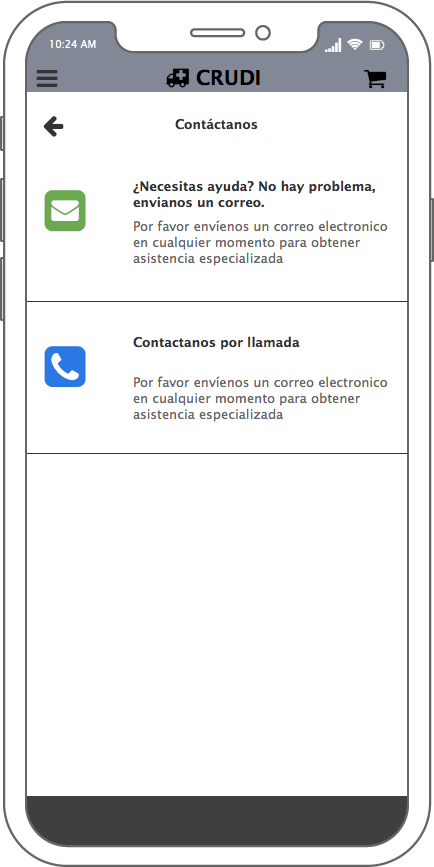 10:24 AM
CRUDI
Contáctanos
¿Necesitas ayuda? No hay problema,
envianos un correo.
Por favor envíenos un correo electronico
en cualquier momento para obtener
asistencia especializada
Contactanos por llamada
Por favor envíenos un correo electronico
en cualquier momento para obtener
asistencia especializada